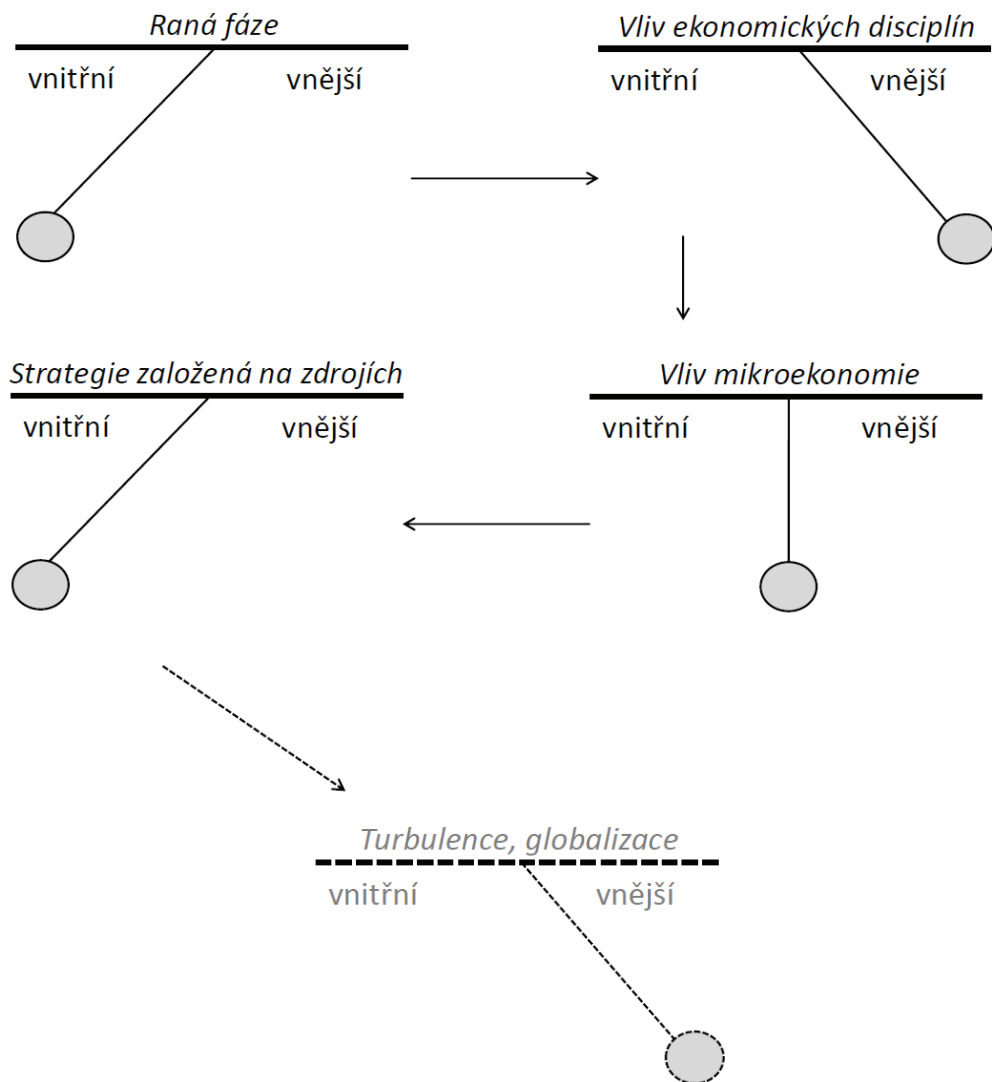 Raná fáze
vnitřní vnější
Vliv ekonomických disciplín
vnitřní vnější
Strategie založená na zdrojích
vnitřní vnější
Vliv mikroekonomie
vnitřní vnější
Turbulence, globalizace
vnitřní vnější